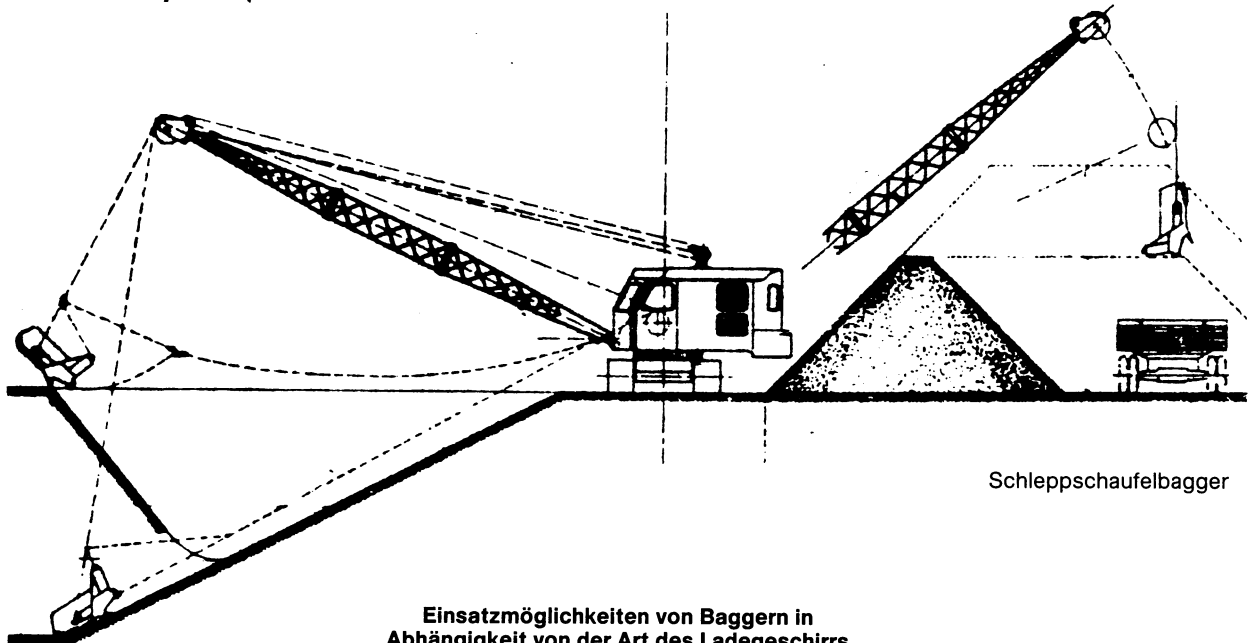 Schleppschaufelbagger
Einsatzmöglichkeiten von Baggern in
Abhängigkeit von der Art des Ladegeschirrs